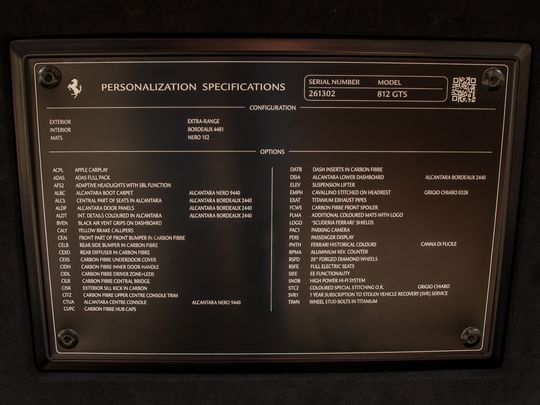 PERSONALIZATION SPECIFICATIONS
SERIAL NUMBER MODEL
261302 812 GTS
CONFIGURATION
EXTERIOR EXTRA-RANGE
INTERIOR BORDEAUX 4481
MATS NERO 152
OPTIONS
ACPL APPLE CARPLAY
ADAS ADAS FULL PACK
AFS2 ADAPTIVE HEADLIGHTS WITH SBL FUNCTION
ALBC ALCANTARA BOOT CARPET ALCANTARA NERO 9440
ALCS CENTRAL PART OF SEATS IN ALCANTARA ALCANTARA BORDEAUX 2440
ALDP ALCANTARA DOOR PANELS ALCANTARA BORDEAUX 2440
ALDT INT. DETAILS COLOURED IN ALCANTARA ALCANTARA BORDEAUX 2440
BVEN BLACK AIR VENT GRIPS ON DASHBOARD
CALY YELLOW BRAKE CALLIPERS
CEAI FRONT PART OF FRONT BUMPER IN CARBON FIBRE
CELB REAR SIDE BUMPER IN CARBON FIBRE
CEXD REAR DIFFUSER IN CARBON FIBRE
CIDS CARBON FIBRE UNDERDOOR COVER
CIDH CARBON FIBRE INNER DOOR HANDLE
CIDL CARBON FIBRE DRIVER ZONE+LEDS
CILR CARBON FIBRE CENTRAL BRIDGE
CISK EXTERIOR SILL KICK IN CARBON
CITZ CARBON FIBRE UPPER CENTRE CONSOLE TRIM
CTUA ALCANTARA CENTRE CONSOLE ALCANTARA NERO 9440
CUPC CARBON FIBRE HUB CAPS
DATR DASH INSERTS IN CARBON FIBRE
DSIA ALCANTARA LOWER DASHBOARD ALCANTARA BORDEAUX 2440
ELEV SUSPENSION LIFTER
EMPH CAVALLINO STITCHED ON HEADREST GRIGIO CHIARO 0326
EXAT TITANIUM EXHAUST PIPES
FCWS CARBON FIBRE FRONT SPOILER
FLMA ADDITIONAL COLOURED MATS WITH LOGO
LOGO "SCUDERIA FERRARI" SHIELDS
PAC1 PARKING CAMERA
PDIS PASSENGER DISPLAY
PNTH FERRARI HISTORICAL COLOURS CANNA DI FUCILE
RPMA ALUMINIUM REV. COUNTER
RSFD 20" FORGED DIAMOND WHEELS
RSFE FULL ELECTRIC SEATS
SIEE EE FUNCTIONALITY
SNDB HIGH POWER HI-FI SYSTEM
STC2 COLOURED SPECIAL STITCHING O.R. GRIGIO CHIARO
SVR1 1 YEAR SUBSCRIPTION TO STOLEN VEHICLE RECOVERY (SVR) SERVICE
TIWN WHEEL STUD BOLTS IN TITANIUM